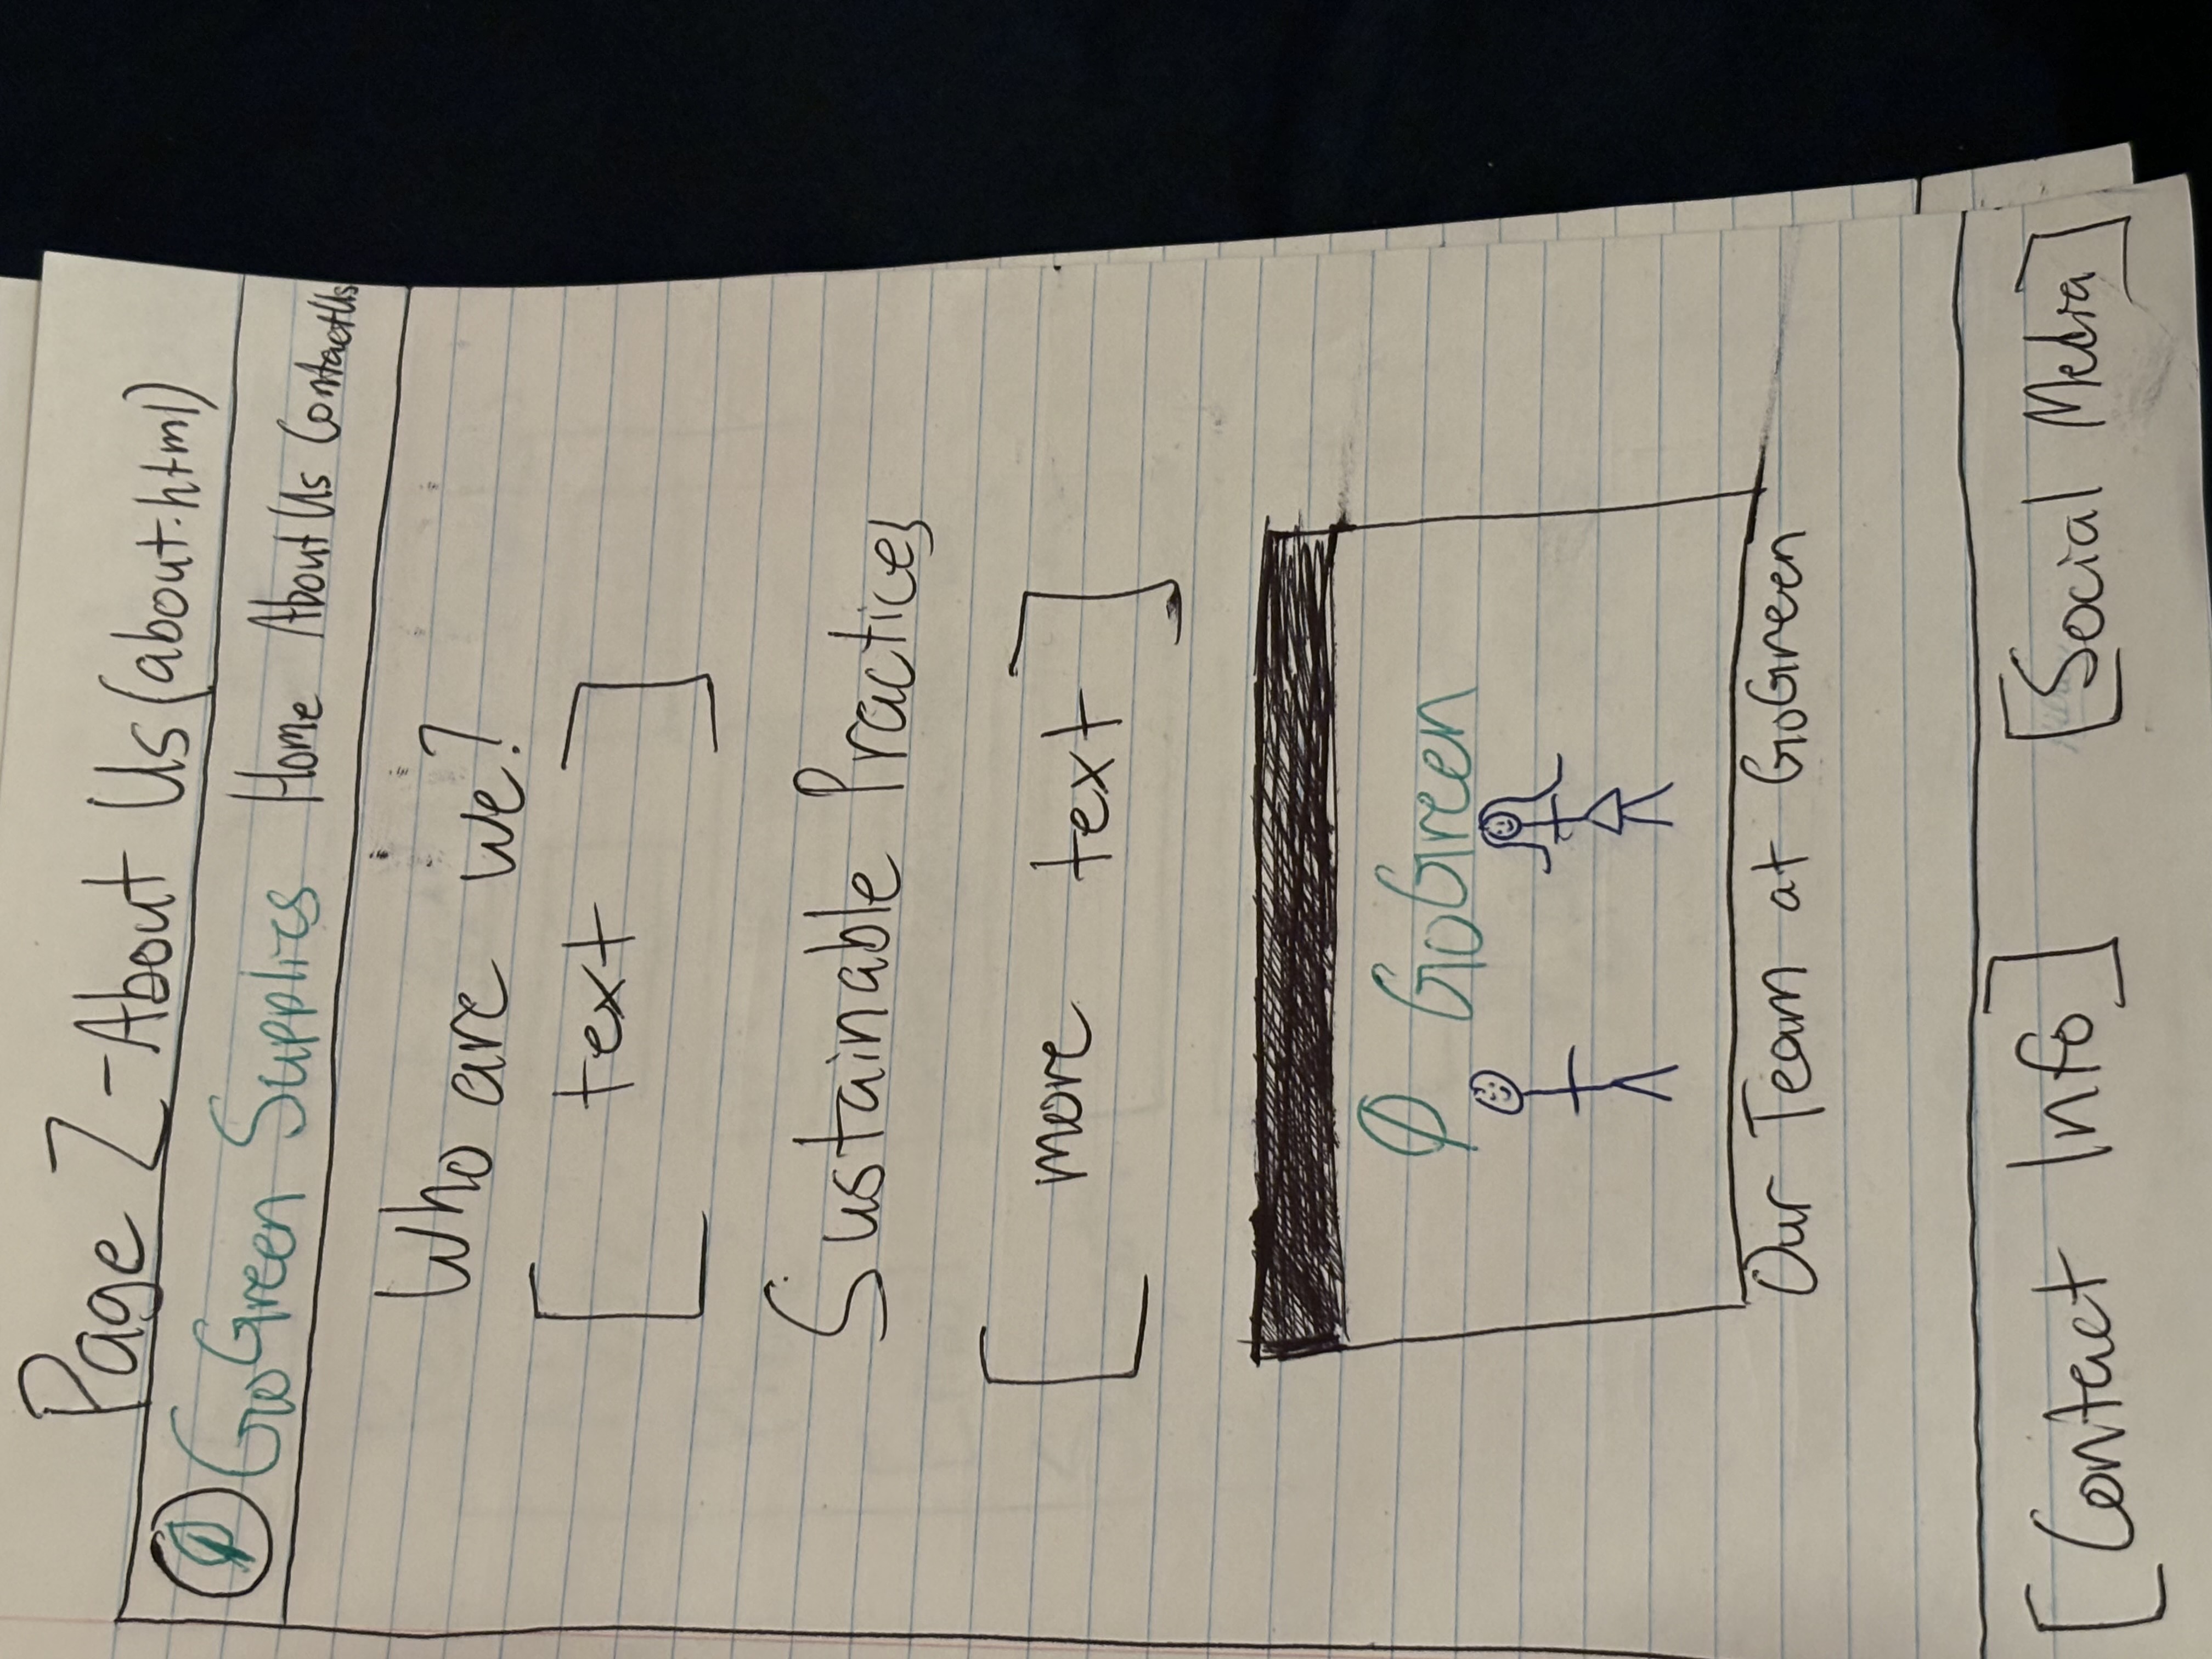 Page 2 - About Us (about.html)
GoGreen Supplies Home About Us Contact Us
Who are we?
[ text ]
Sustainable Practices
[ more text ]
GoGreen
Our Team at GoGreen
[Contact Info] [Social Media]